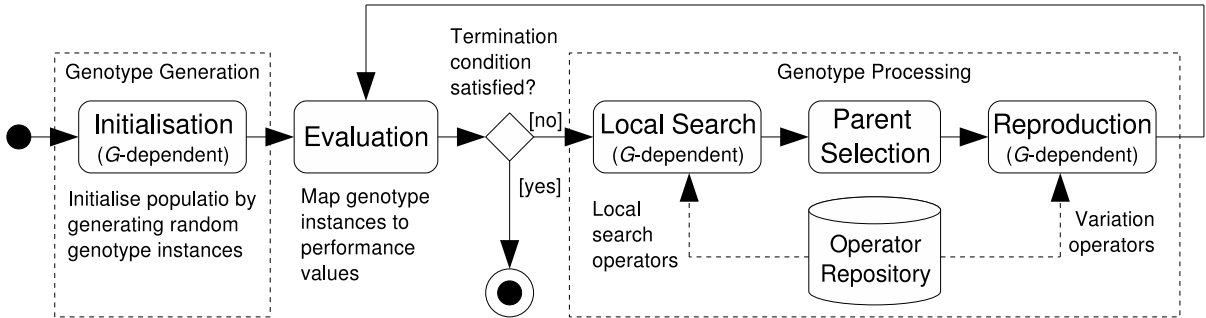 Genotype Generation
Initialisation
(G-dependent)
Initialise populatio by
generating random
genotype instances
Evaluation
Map genotype
instances to
performance
values
Termination
condition
satisfied?
[no]
[yes]
Genotype Processing
Local Search
(G-dependent)
Parent
Selection
Reproduction
(G-dependent)
Local
search
operators
Operator
Repository
Variation
operators